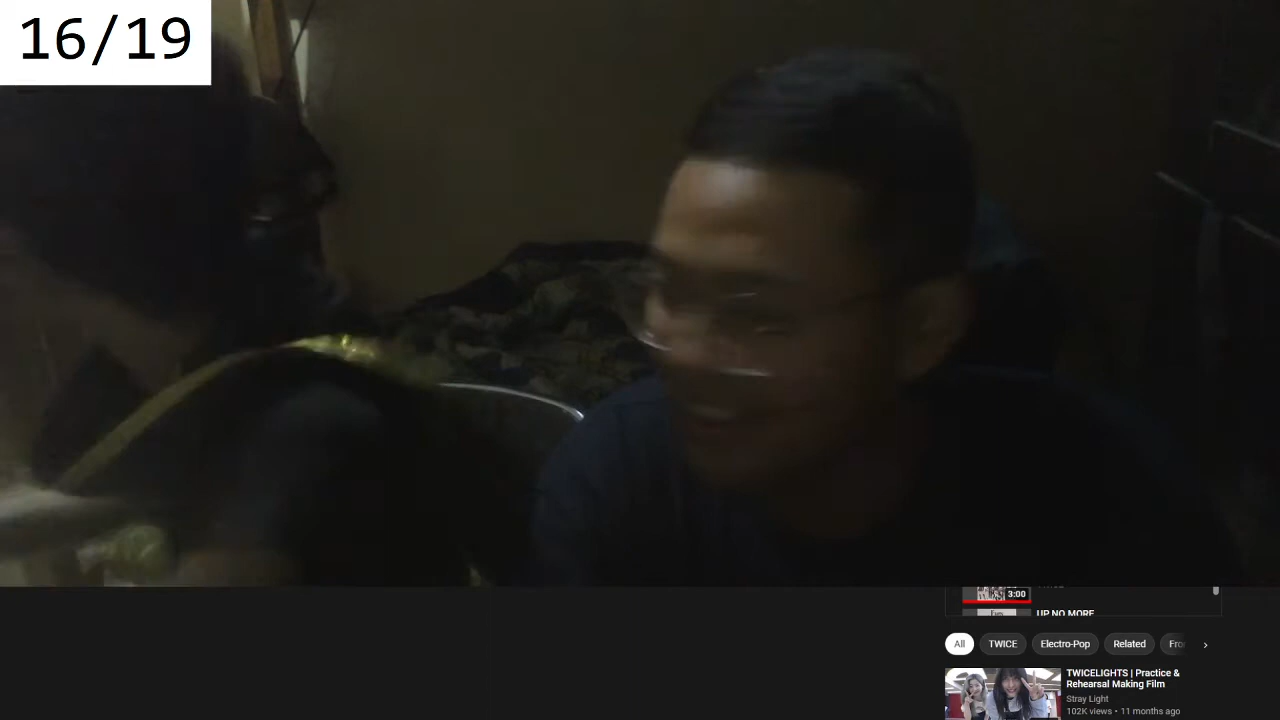 16/19
3:00
UP NO MORE
All
TWICE
Electro-Pop
Related
TWICELIGHTS | Practice &
Rehearsal Making Film
Stray Light
102K views • 11 months ago